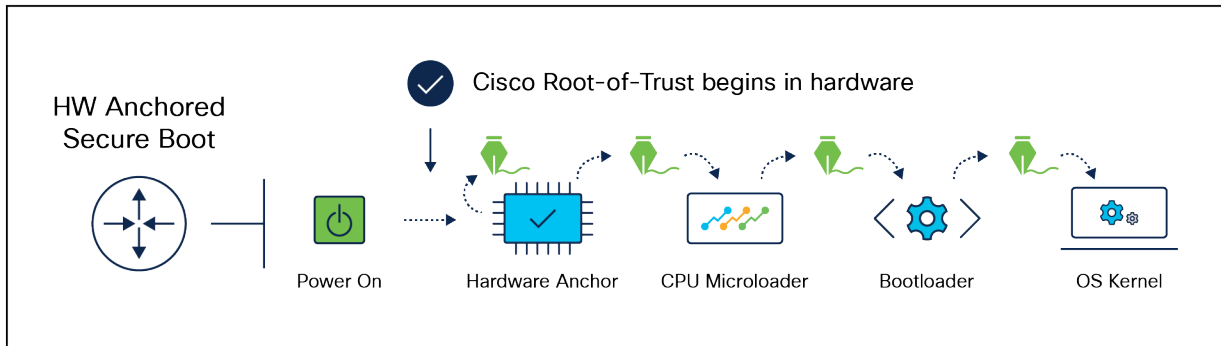 Cisco Root-of-Trust begins in hardware
HW Anchored
Secure Boot
Power On
Hardware Anchor
CPU Microloader
Bootloader
OS Kernel